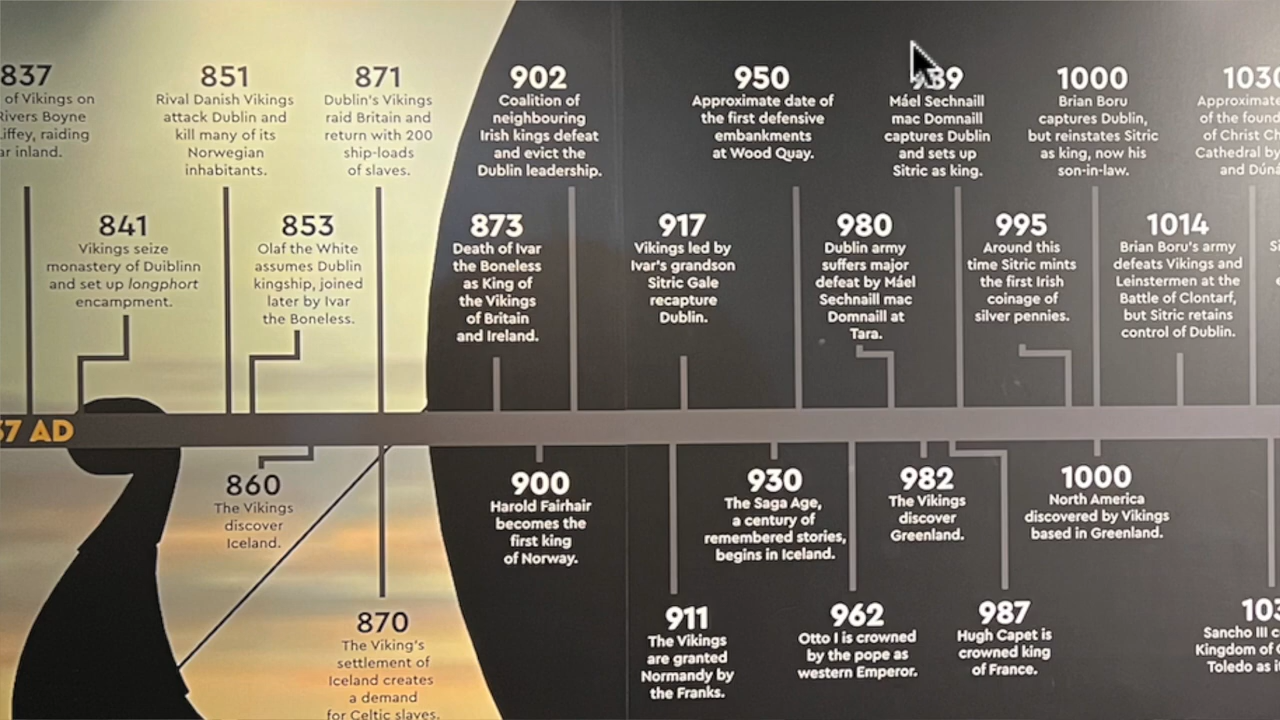 837
of Vikings on
Rivers Boyne
Liffey, raiding
inland.
851
Rival Danish Vikings
attack Dublin and
kill many of its
Norwegian
inhabitants.
871
Dublin's Vikings
raid Britain and
return with 200
ship-loads
of slaves.
902
Coalition of
neighbouring
Irish kings defeat
and evict the
Dublin leadership.
950
Approximate date of
the first defensive
embankments
at Wood Quay.
989
Máel Sechnaill
mac Domnaill
captures Dublin
and sets up
Sitric as king.
1000
Brian Boru
captures Dublin,
but reinstates Sitric
as king, now his
son-in-law.
1030
Approximate
of the found
of Christ Ch
Cathedral by
and Dúná
841
Vikings seize
monastery of Duiblinn
and set up longphort
encampment.
853
Olaf the White
assumes Dublin
kingship, joined
later by Ivar
the Boneless.
873
Death of Ivar
the Boneless
as King of
the Vikings
of Britain
and Ireland.
917
Vikings led by
Ivar's grandson
Sitric Gale
recapture
Dublin.
980
Dublin army
suffers major
defeat by Máel
Sechnaill mac
Domnaill at
Tara.
995
Around this
time Sitric mints
the first Irish
coinage of
silver pennies.
1014
Brian Boru's army
defeats Vikings and
Leinstermen at the
Battle of Clontarf,
but Sitric retains
control of Dublin.
37 AD
860
The Vikings
discover
Iceland.
870
The Viking's
settlement of
Iceland creates
a demand
for Celtic slaves.
900
Harold Fairhair
becomes the
first king
of Norway.
911
The Vikings
are granted
Normandy by
the Franks.
930
The Saga Age,
a century of
remembered stories,
begins in Iceland.
962
Otto I is crowned
by the pope as
western Emperor.
982
The Vikings
discover
Greenland.
987
Hugh Capet is
crowned king
of France.
1000
North America
discovered by Vikings
based in Greenland.
103
Sancho III c
Kingdom of
Toledo as i